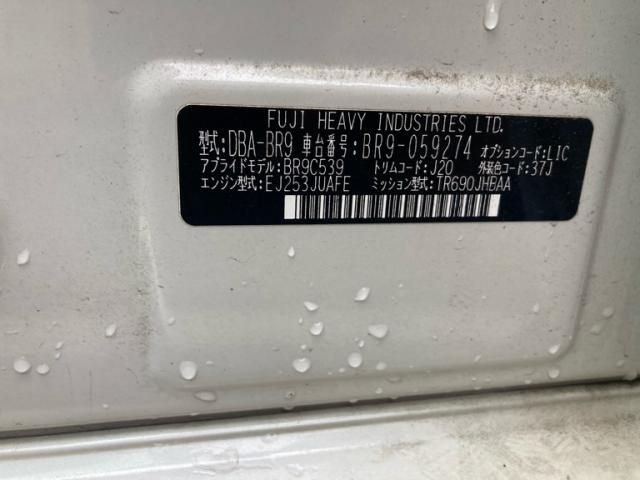 FUJI HEAVY INDUSTRIES LTD.
型式:DBA-BR9 車台番号:BR9-059274 オプションコード:LIC
アプライドモデル:BR9C539 トリムコード:J20 外装色コード:37J
エンジン型式:EJ253JUAFE ミッション型式:TR690JHBAA